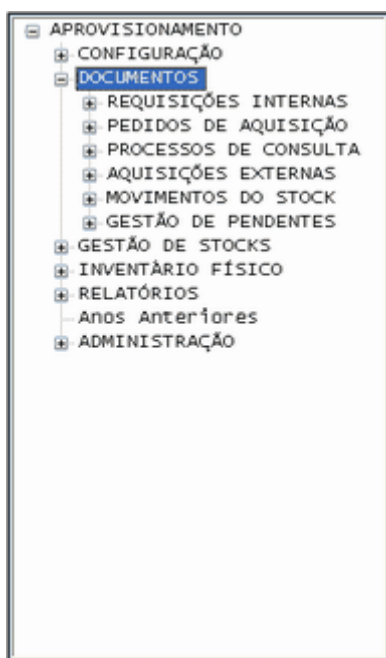 APROVISIONAMENTO
CONFIGURAÇÃO
DOCUMENTOS
REQUISIÇÕES INTERNAS
PEDIDOS DE AQUISIÇÃO
PROCESSOS DE CONSULTA
AQUISIÇÕES EXTERNAS
MOVIMENTOS DO STOCK
GESTÃO DE PENDENTES
GESTÃO DE STOCKS
INVENTÁRIO FÍSICO
RELATÓRIOS
Anos Anteriores
ADMINISTRAÇÃO